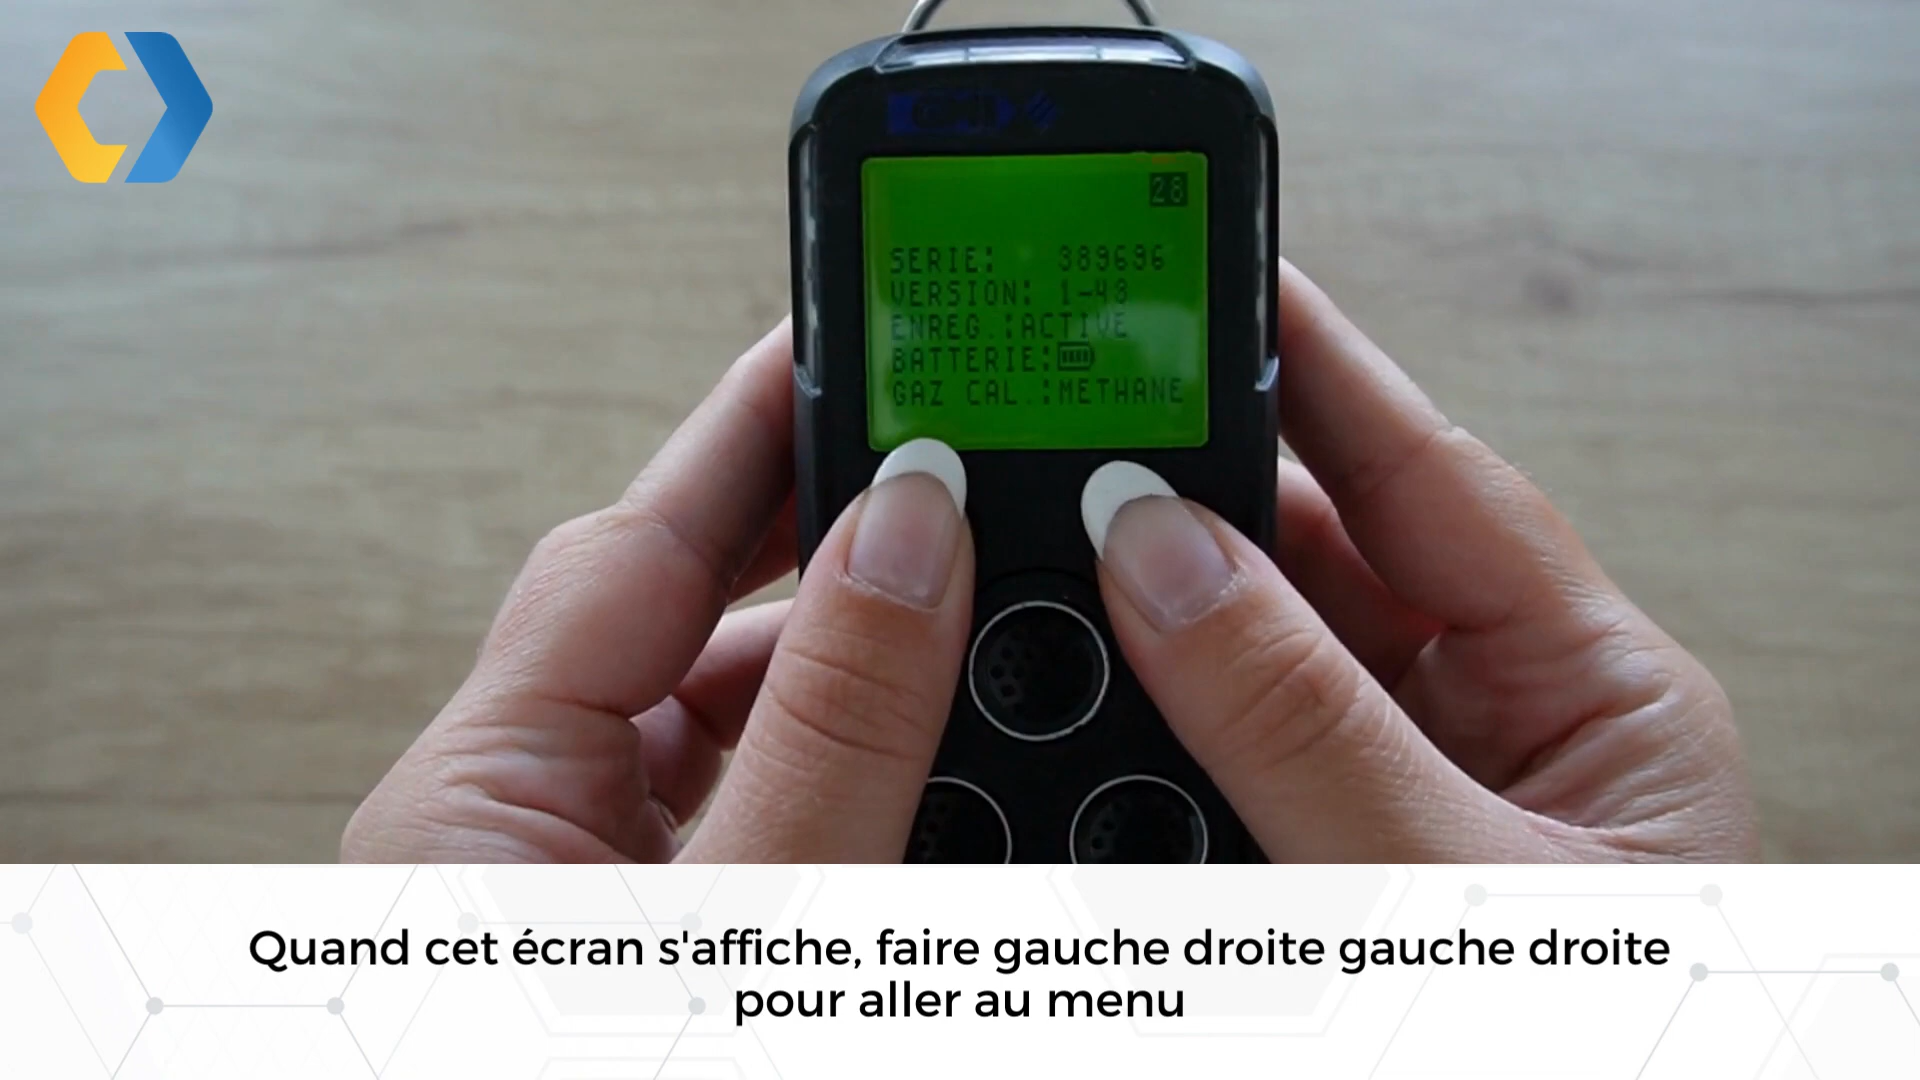 28
SERIE: 389696
VERSION: 1-43
ENREG.:ACTIVE
BATTERIE:
GAZ CAL.:METHANE
Quand cet écran s'affiche, faire gauche droite gauche droite
pour aller au menu